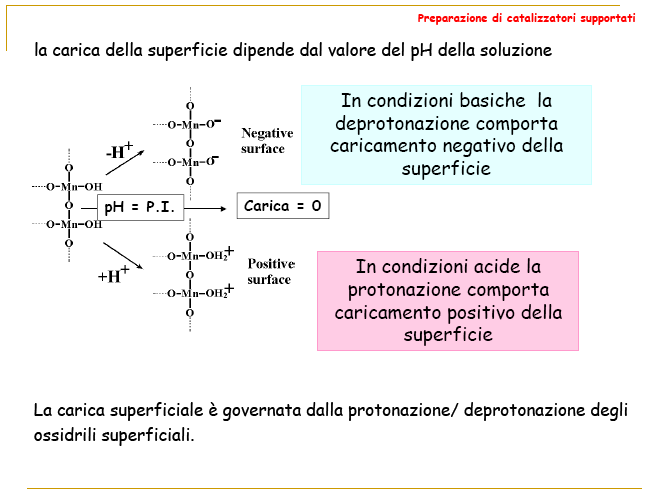 Preparazione di catalizzatori supportati
la carica della superficie dipende dal valore del pH della soluzione
O
O-Mn-O-
O
O-Mn-O-
O
Negative
surface
In condizioni basiche la
deprotonazione comporta
caricamento negativo della
superficie
-H+
O
O-Mn-OH
O
O-Mn-OH
O
pH = P.I.
Carica = 0
+H+
O
O-Mn-OH2+
O
O-Mn-OH2+
O
Positive
surface
In condizioni acide la
protonazione comporta
caricamento positivo della
superficie
La carica superficiale è governata dalla protonazione/ deprotonazione degli
ossidrili superficiali.